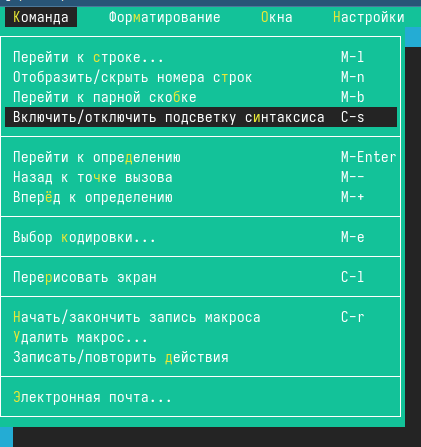 Команда Форматирование Окна Настройки
Перейти к строке... M-l
Отобразить/скрыть номера строк M-n
Перейти к парной скобке M-b
Включить/отключить подсветку синтаксиса C-s
Перейти к определению M-Enter
Назад к точке вызова M--
Вперёд к определению M-+
Выбор кодировки... M-e
Перерисовать экран C-l
Начать/закончить запись макроса C-r
Удалить макрос...
Записать/повторить действия
Электронная почта...